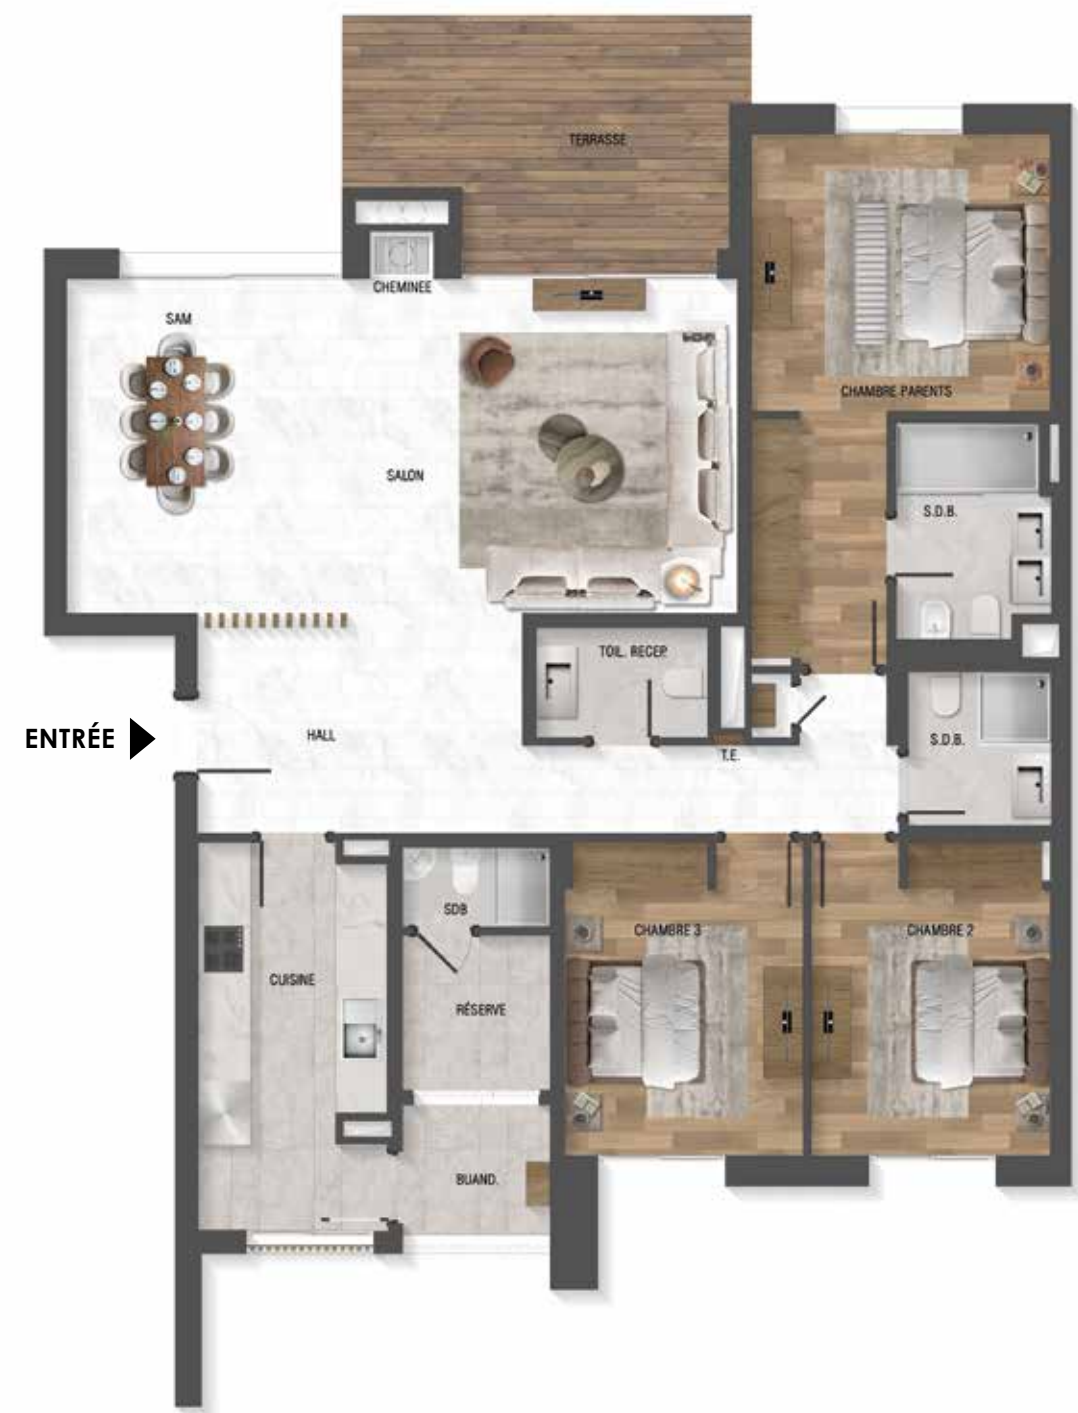 TERRASSE
CHEMINEE
SAM
CHAMBRE PARENTS
SALON
S.D.B.
TOIL. RECEP.
ENTRÉE
HALL
S.D.B.
T.E.
SDB
CHAMBRE 3
CHAMBRE 2
CUISINE
RÉSERVE
BUAND.